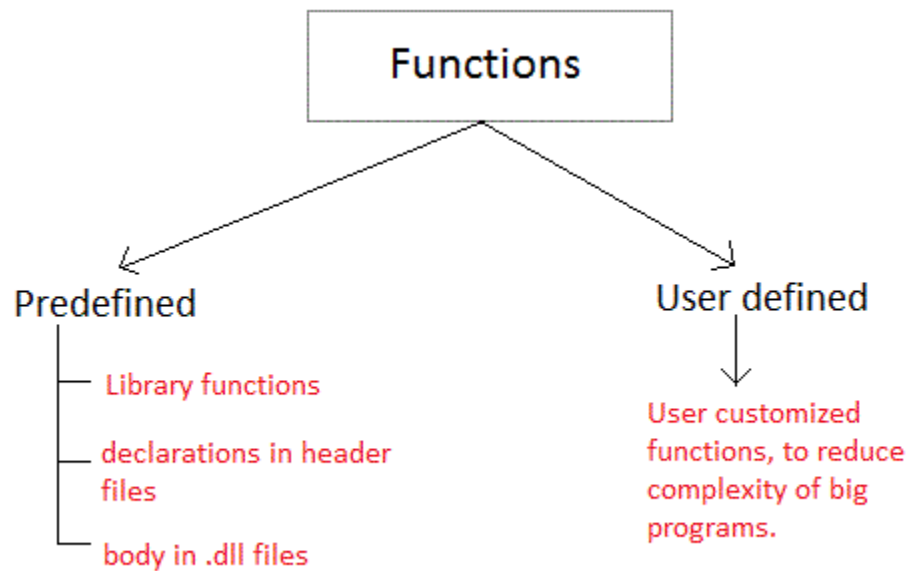 Functions
Predefined
Library functions
declarations in header
files
body in .dll files
User defined
User customized
functions, to reduce
complexity of big
programs.